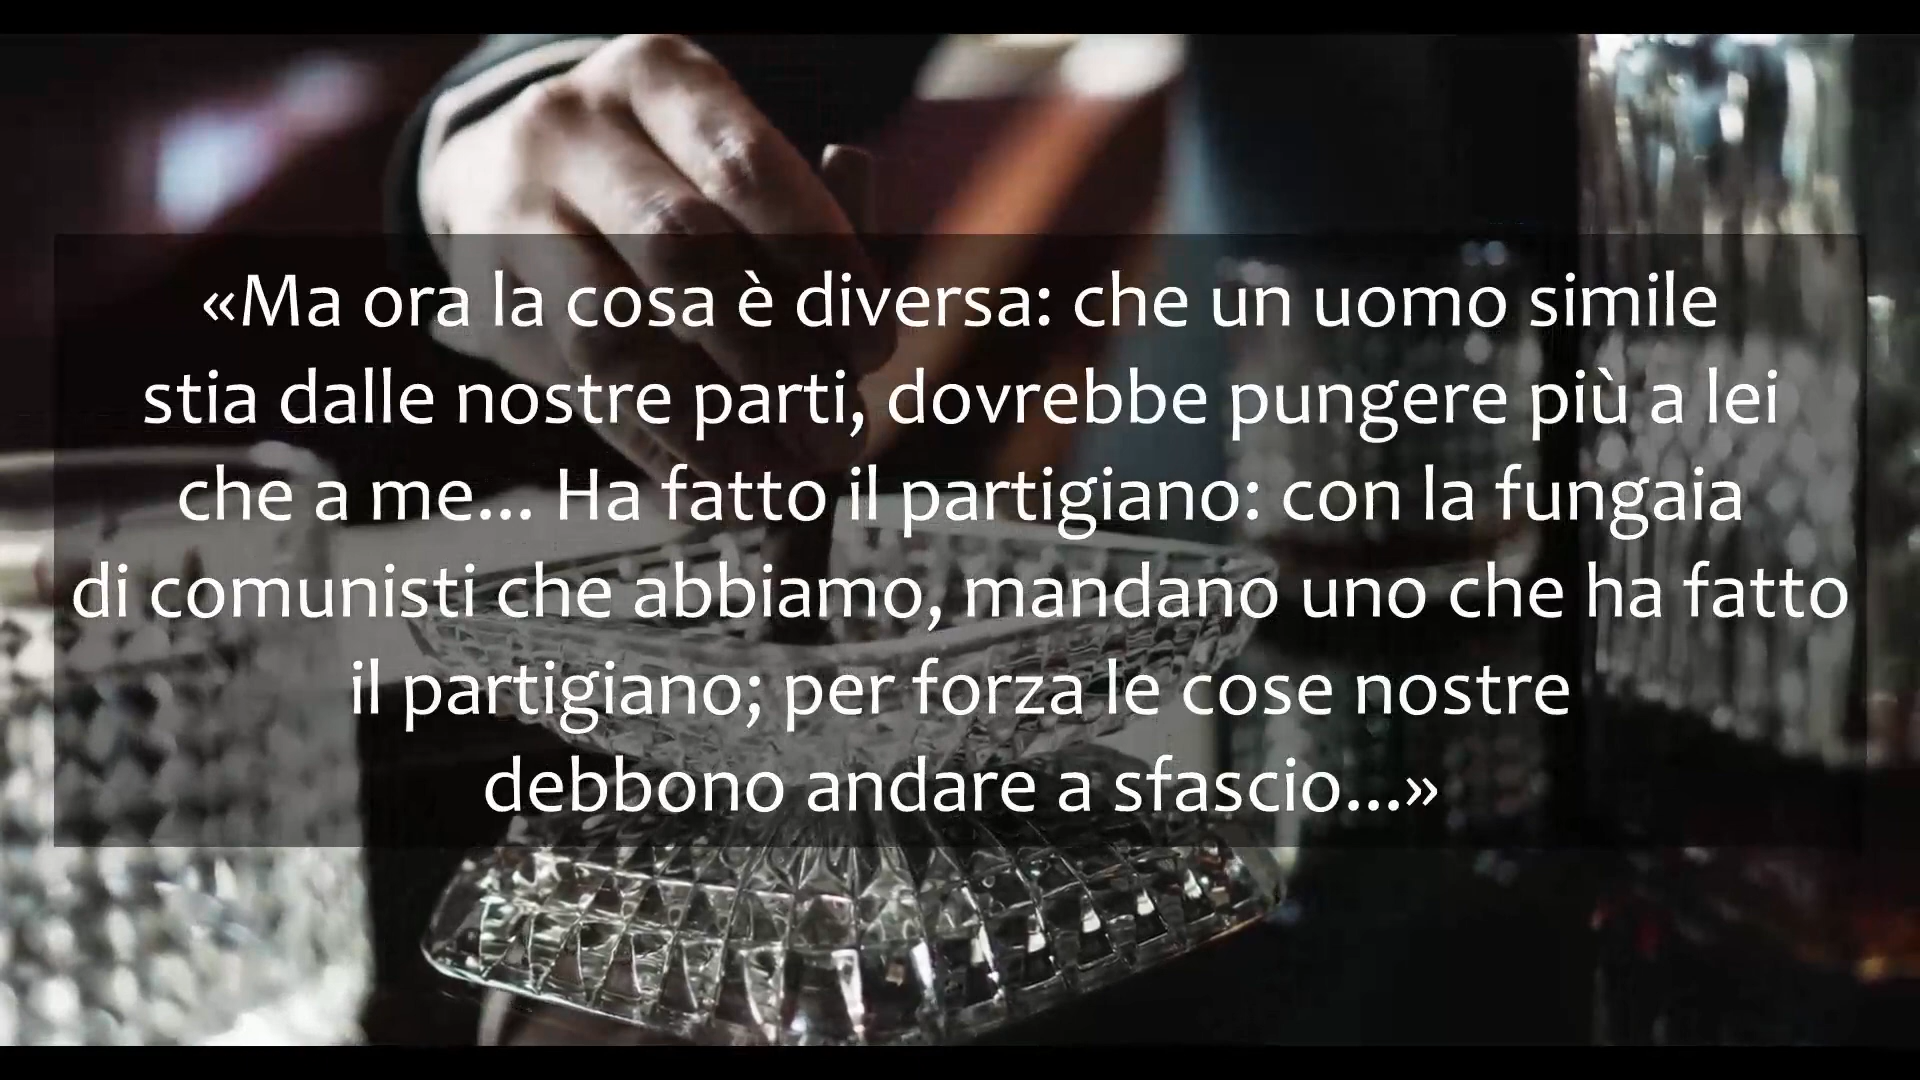 «Ma ora la cosa è diversa: che un uomo simile
stia dalle nostre parti, dovrebbe pungere più a lei
che a me... Ha fatto il partigiano: con la fungaia
di comunisti che abbiamo, mandano uno che ha fatto
il partigiano; per forza le cose nostre
debbono andare a sfascio...»